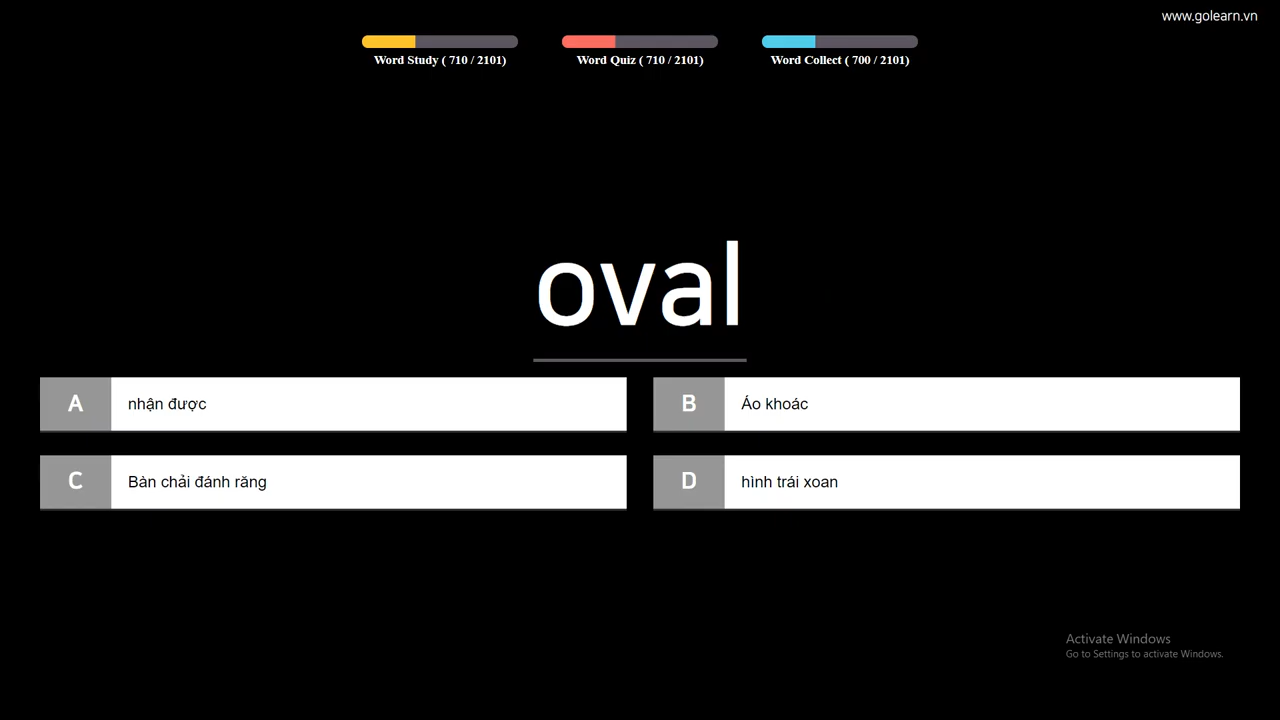 www.golearn.vn
Word Study ( 710 / 2101)
Word Quiz ( 710 / 2101)
Word Collect ( 700 / 2101)
oval
A nhận được
B Áo khoác
C Bàn chải đánh răng
D hình trái xoan
Activate Windows
Go to Settings to activate Windows.